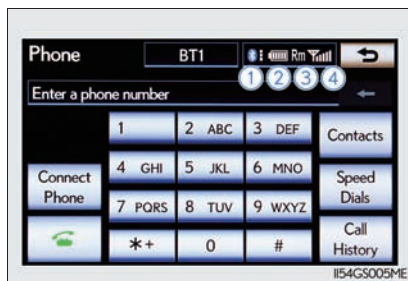 Phone BT1 Rm
1 2 3 4
Enter a phone number
1 2 ABC 3 DEF Contacts
Connect Phone 4 GHI 5 JKL 6 MNO Speed Dials
7 PQRS 8 TUV 9 WXYZ
*+ 0 # Call History
II54GS005ME